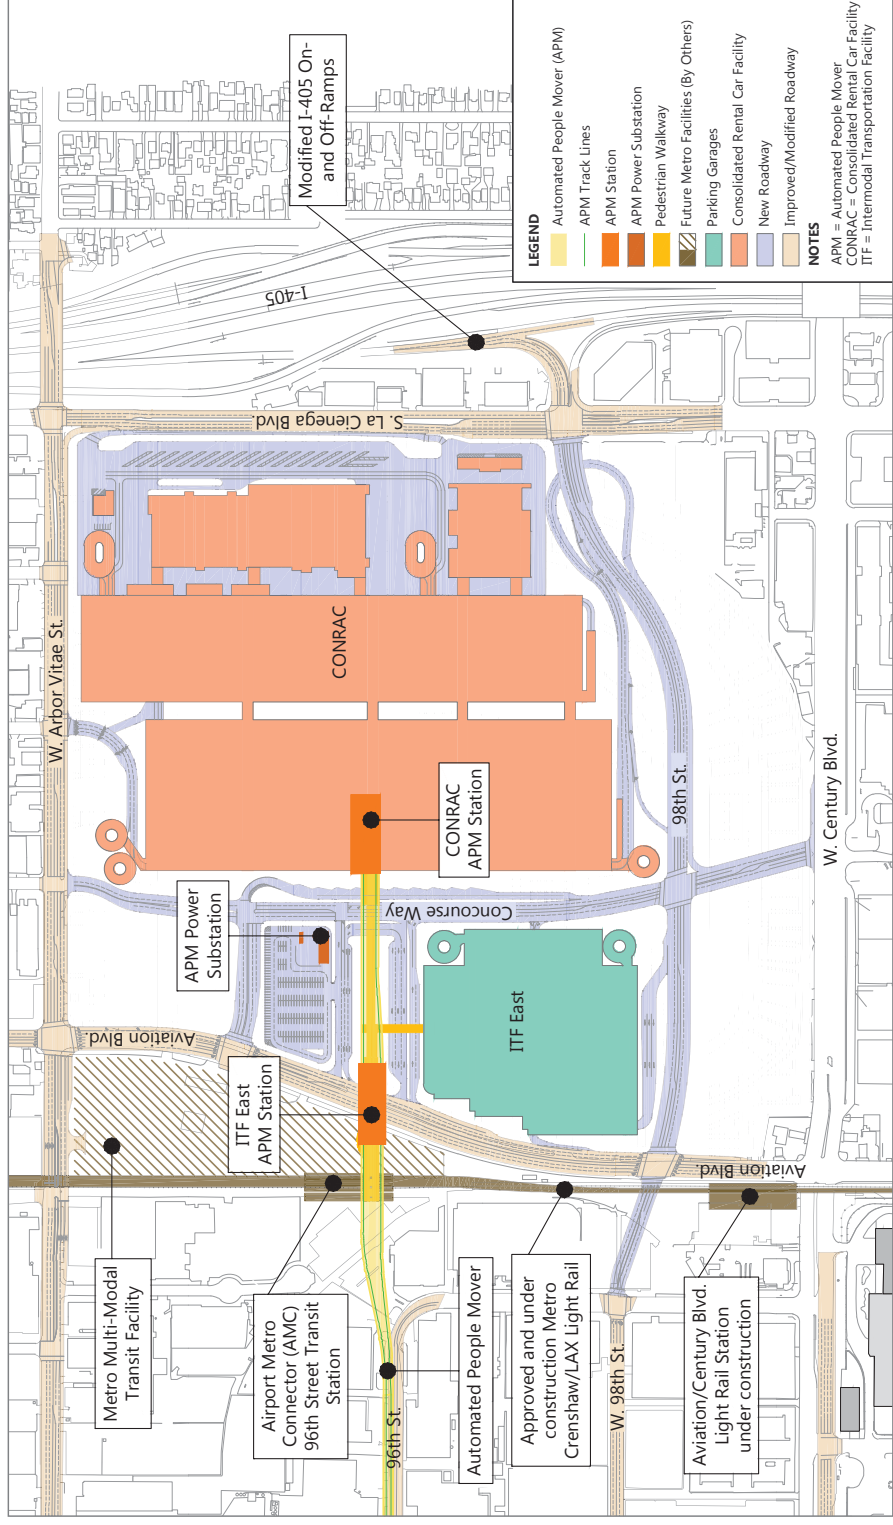 Modified I-405 On-
and Off-Ramps
I-405
S. La Cienega Blvd.
W. Arbor Vitae St.
CONRAC
CONRAC
APM Station
98th St.
W. Century Blvd.
APM Power
Substation
Concourse Way
Aviation Blvd.
ITF East
ITF East
APM Station
Aviation Blvd.
Metro Multi-Modal
Transit Facility
Airport Metro
Connector (AMC)
96th Street Transit
Station
96th St.
Automated People Mover
Approved and under
construction Metro
Crenshaw/LAX Light Rail
W. 98th St.
Aviation/Century Blvd.
Light Rail Station
under construction
LEGEND
Automated People Mover (APM)
APM Track Lines
APM Station
APM Power Substation
Pedestrian Walkway
Future Metro Facilities (By Others)
Parking Garages
Consolidated Rental Car Facility
New Roadway
Improved/Modified Roadway
NOTES
APM = Automated People Mover
CONRAC = Consolidated Rental Car Facility
ITF = Intermodal Transportation Facility